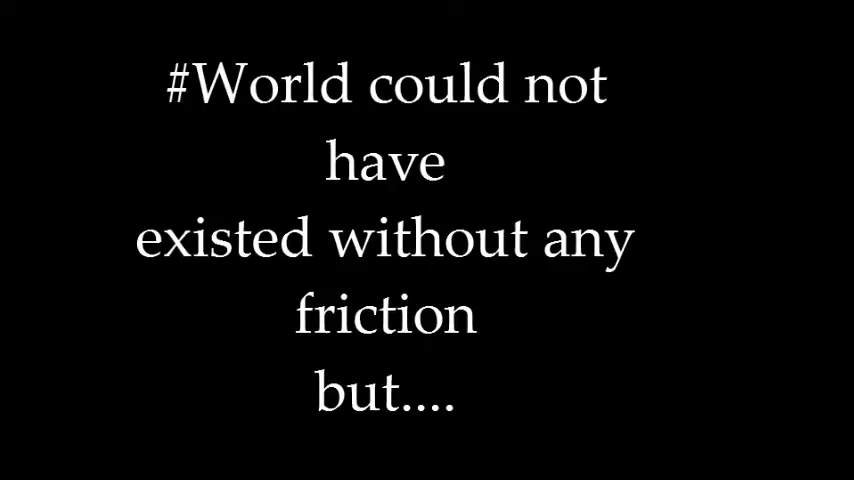 #World could not
have
existed without any
friction
but....